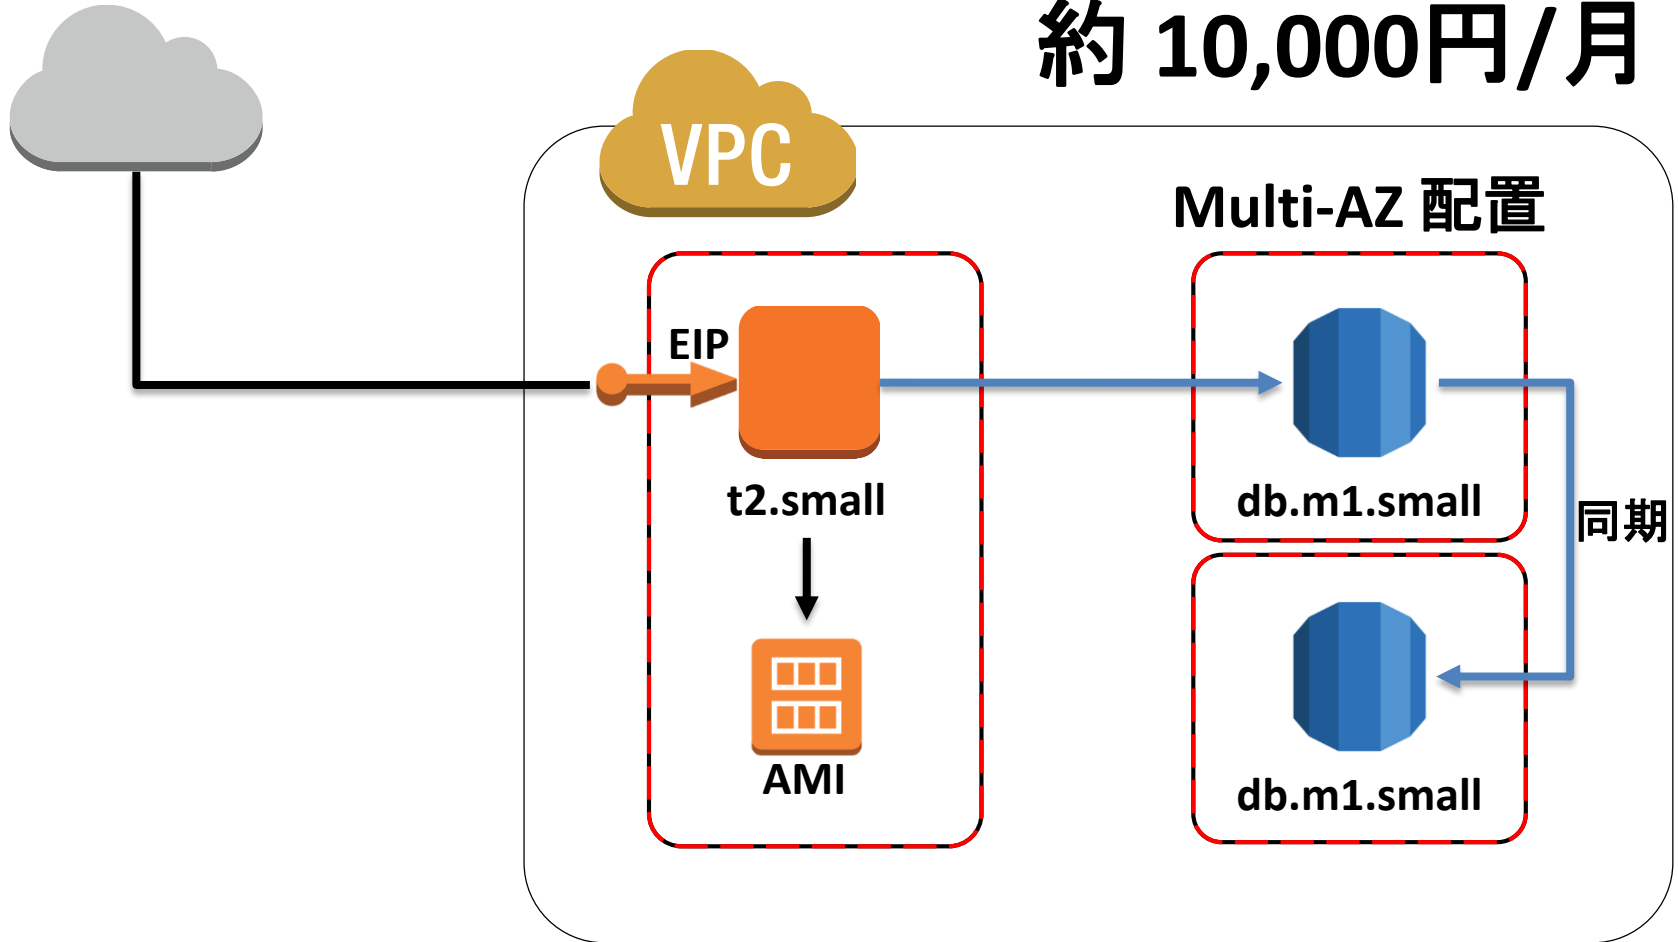 約 10,000円/月
VPC
Multi-AZ 配置
EIP
t2.small
db.m1.small
同期
AMI
db.m1.small